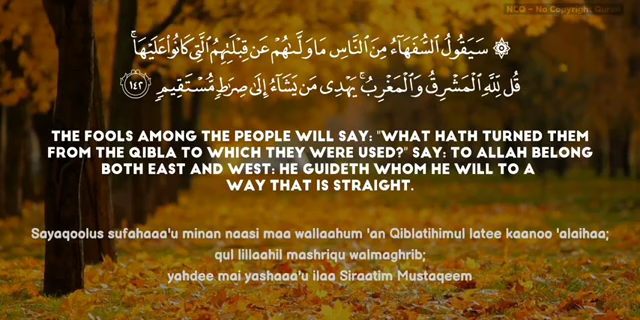 NCQ - No Copyright Quran
۞ سَيَقُولُ ٱلسُّفَهَآءُ مِنَ ٱلنَّاسِ مَا وَلَّىٰهُمْ عَن قِبْلَتِهِمُ ٱلَّتِى كَانُوا۟ عَلَيْهَا ۚ
قُل لِّلَّهِ ٱلْمَشْرِقُ وَٱلْمَغْرِبُ ۚ يَهْدِى مَن يَشَآءُ إِلَىٰ صِرَٰطٍ مُّسْتَقِيمٍ ١٤٢
THE FOOLS AMONG THE PEOPLE WILL SAY: "WHAT HATH TURNED THEM
FROM THE QIBLA TO WHICH THEY WERE USED?" SAY: TO ALLAH BELONG
BOTH EAST AND WEST: HE GUIDETH WHOM HE WILL TO A
WAY THAT IS STRAIGHT.
Sayaqoolus sufahaaa'u minan naasi maa wallaahum 'an Qiblatihimul latee kaanoo 'alaihaa;
qul lillaahil mashriqu walmaghrib;
yahdee mai yashaaa'u ilaa Siraatim Mustaqeem